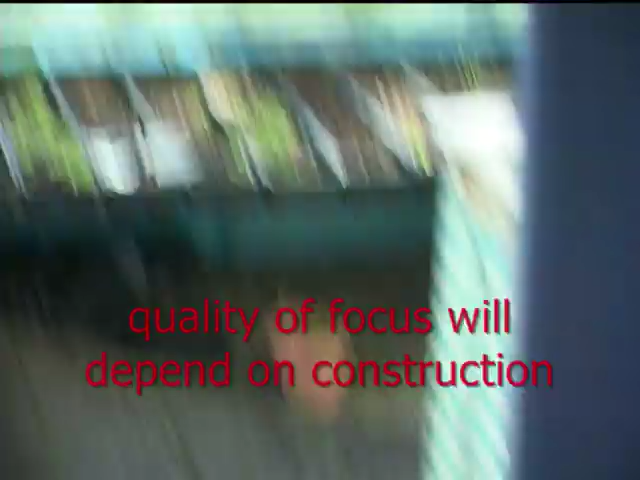 quality of focus will
depend on construction